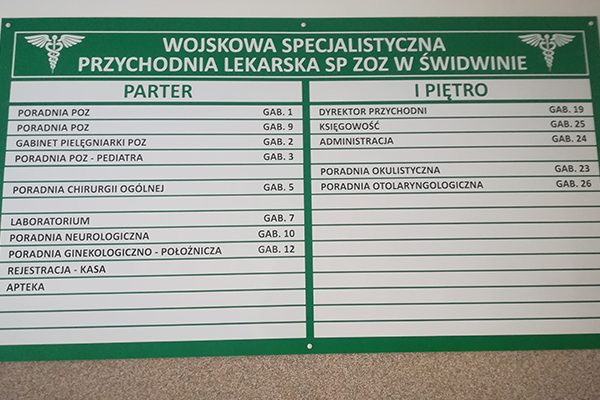 WOJSKOWA SPECJALISTYCZNA
PRZYCHODNIA LEKARSKA SP ZOZ W ŚWIDWINIE
PARTER
PORADNIA POZ GAB. 1
PORADNIA POZ GAB. 9
GABINET PIELĘGNIARKI POZ GAB. 2
PORADNIA POZ - PEDIATRA GAB. 3
PORADNIA CHIRURGII OGÓLNEJ GAB. 5
LABORATORIUM GAB. 7
PORADNIA NEUROLOGICZNA GAB. 10
PORADNIA GINEKOLOGICZNO - POŁOŻNICZA GAB. 12
REJESTRACJA - KASA
APTEKA
I PIĘTRO
DYREKTOR PRZYCHODNI GAB. 19
KSIĘGOWOŚĆ GAB. 25
ADMINISTRACJA GAB. 24
PORADNIA OKULISTYCZNA GAB. 23
PORADNIA OTOLARYNGOLOGICZNA GAB. 26